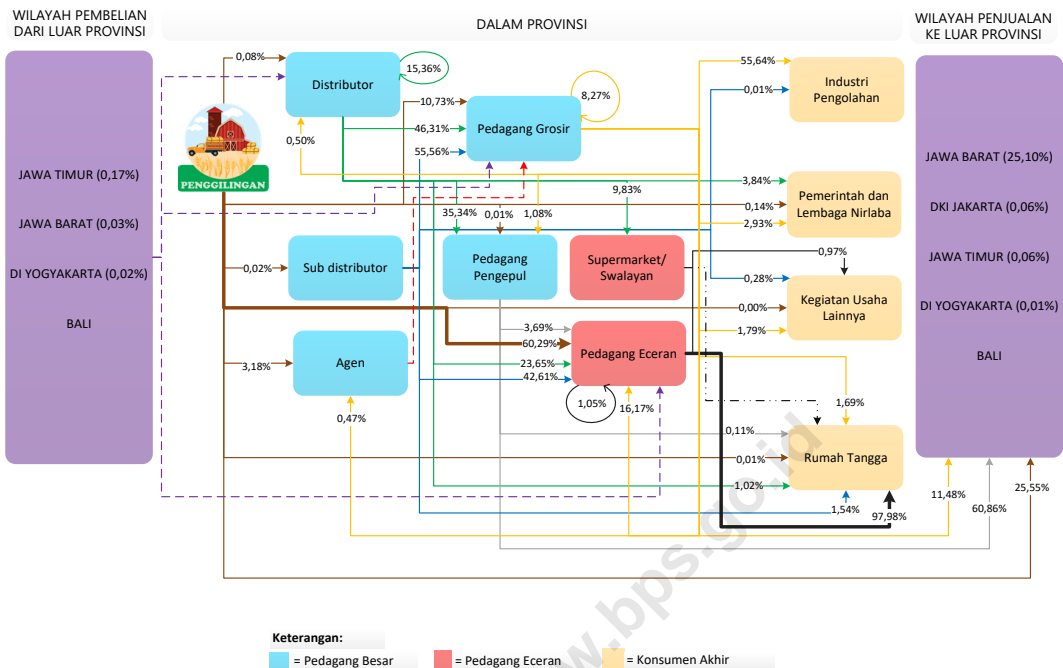 WILAYAH PEMBELIAN
DARI LUAR PROVINSI
DALAM PROVINSI
WILAYAH PENJUALAN
KE LUAR PROVINSI
JAWA TIMUR (0,17%)
JAWA BARAT (0,03%)
DI YOGYAKARTA (0,02%)
BALI
PENGGILINGAN
0,08%
Distributor
15,36%
10,73%
46,31%
55,56%
0,50%
Pedagang Grosir
8,27%
55,64%
0,01%
Industri
Pengolahan
9,83%
3,84%
0,14%
2,93%
Pemerintah dan
Lembaga Nirlaba
35,34%
0,01%
1,08%
0,02%
Sub distributor
Pedagang
Pengepul
Supermarket/
Swalayan
0,97%
0,28%
0,00%
1,79%
Kegiatan Usaha
Lainnya
3,69%
60,29%
23,65%
42,61%
Pedagang Eceran
3,18%
Agen
0,47%
1,05%
16,17%
1,69%
0,11%
0,01%
1,02%
Rumah Tangga
1,54%
97,98%
11,48%
60,86%
25,55%
JAWA BARAT (25,10%)
DKI JAKARTA (0,06%)
JAWA TIMUR (0,06%)
DI YOGYAKARTA (0,01%)
BALI
w.bps.go.id
Keterangan:
= Pedagang Besar
= Pedagang Eceran
= Konsumen Akhir